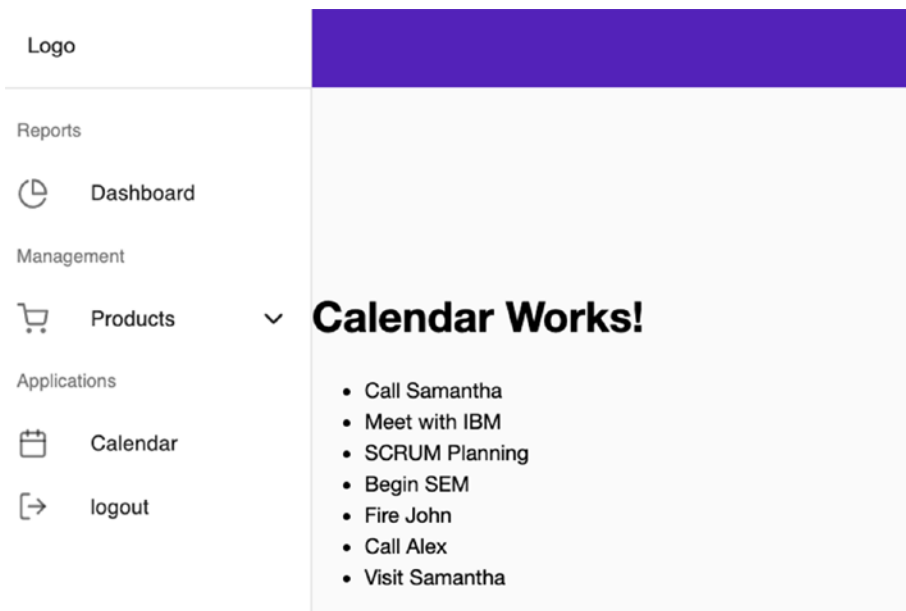 Logo
Reports
Dashboard
Management
Products
Applications
Calendar
logout
Calendar Works!
Call Samantha
Meet with IBM
SCRUM Planning
Begin SEM
Fire John
Call Alex
Visit Samantha